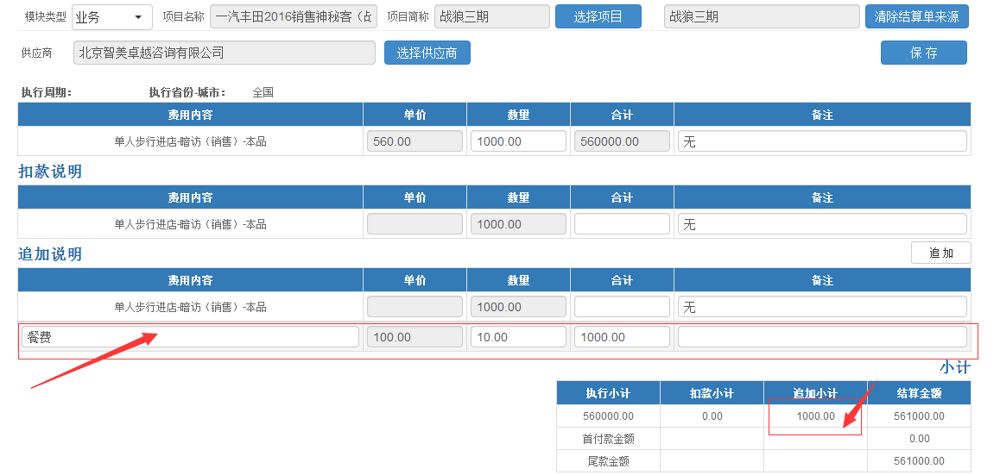 模块类型 业务 项目名称 一汽丰田2016销售神秘客（占 项目简称 战狼三期 选择项目 战狼三期 清除结算单来源
供应商 北京智美卓越咨询有限公司 选择供应商 保 存
执行周期： 执行省份-城市： 全国
费用内容 单价 数量 合计 备注
单人步行进店-暗访（销售）-本品 560.00 1000.00 560000.00 无
扣款说明
费用内容 单价 数量 合计 备注
单人步行进店-暗访（销售）-本品 1000.00 无
追加说明 追 加
费用内容 单价 数量 合计 备注
单人步行进店-暗访（销售）-本品 1000.00 无
餐费 100.00 10.00 1000.00
小计
执行小计 扣款小计 追加小计 结算金额
560000.00 0.00 1000.00 561000.00
首付款金额 0.00
尾款金额 561000.00